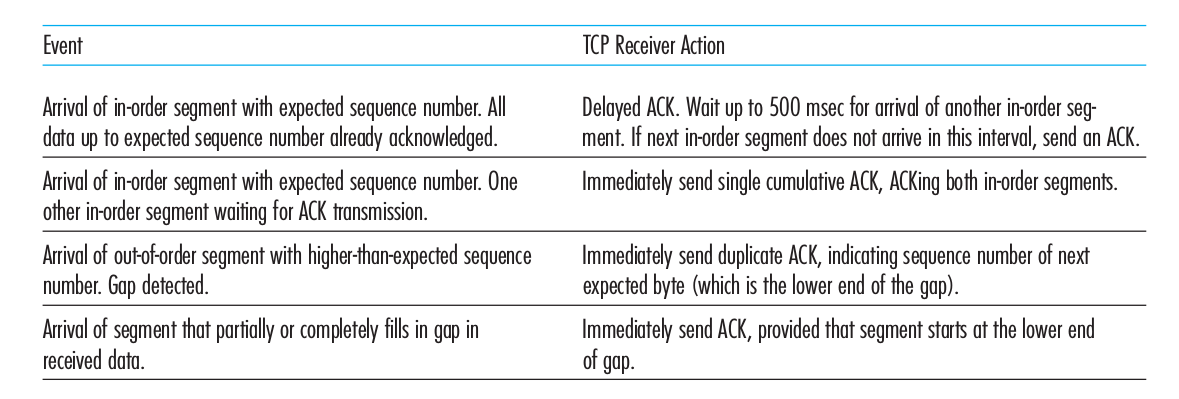 Event
TCP Receiver Action
Arrival of in-order segment with expected sequence number. All
data up to expected sequence number already acknowledged.
Delayed ACK. Wait up to 500 msec for arrival of another in-order seg-
ment. If next in-order segment does not arrive in this interval, send an ACK.
Arrival of in-order segment with expected sequence number. One
other in-order segment waiting for ACK transmission.
Immediately send single cumulative ACK, ACKing both in-order segments.
Arrival of out-of-order segment with higher-than-expected sequence
number. Gap detected.
Immediately send duplicate ACK, indicating sequence number of next
expected byte (which is the lower end of the gap).
Arrival of segment that partially or completely fills in gap in
received data.
Immediately send ACK, provided that segment starts at the lower end
of gap.